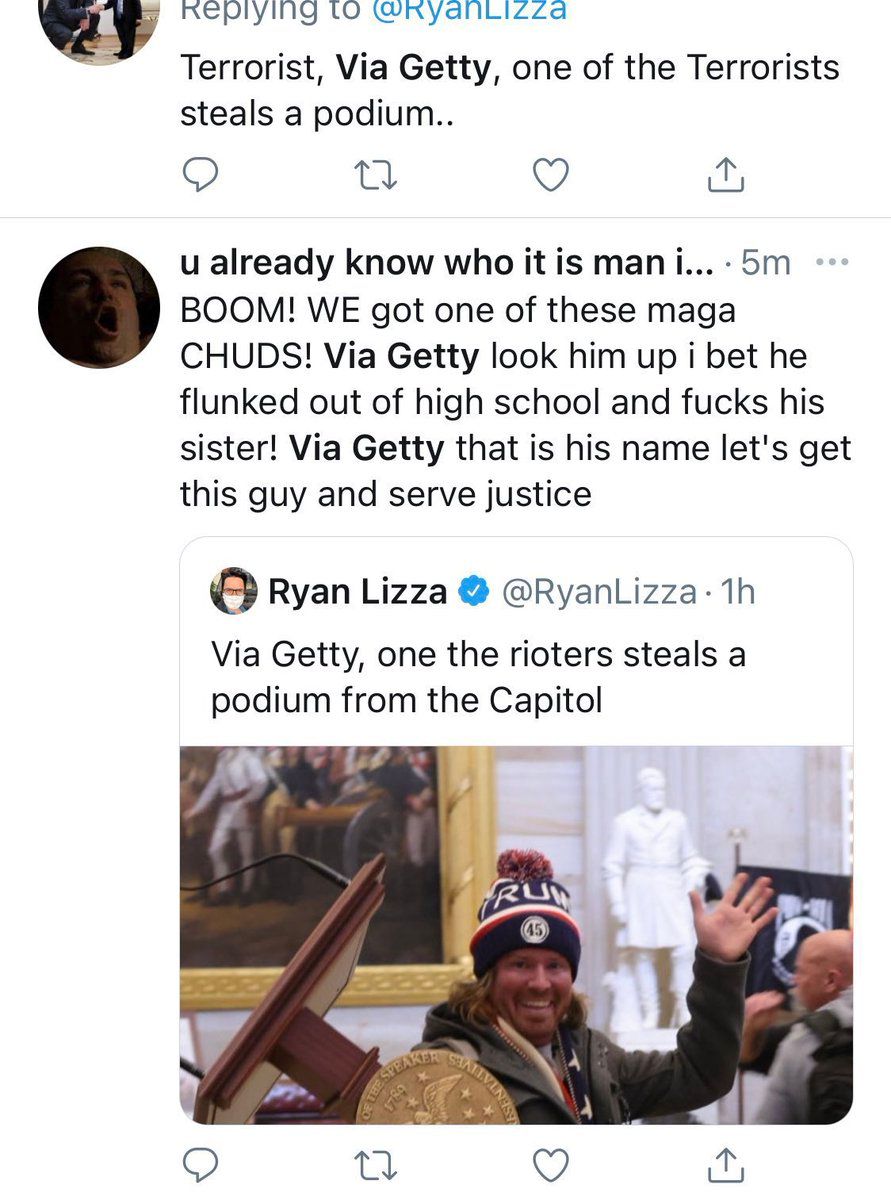 Replying to @RyanLizza
Terrorist, Via Getty, one of the Terrorists
steals a podium..
u already know who it is man i... · 5m
BOOM! WE got one of these maga
CHUDS! Via Getty look him up i bet he
flunked out of high school and fucks his
sister! Via Getty that is his name let's get
this guy and serve justice
Ryan Lizza @RyanLizza · 1h
Via Getty, one the rioters steals a
podium from the Capitol
TRUM
45
OF THE SPEAKER
1789